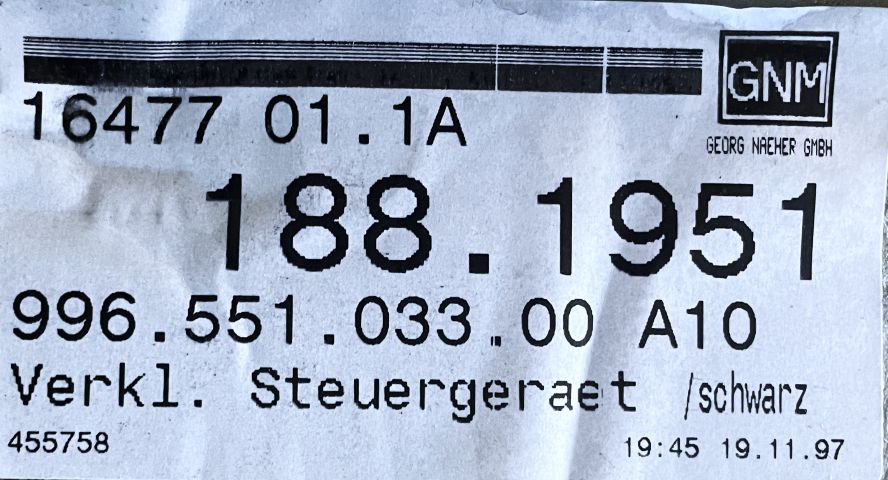 GNM
GEORG NAEHER GMBH
16477 01.1A
188.1951
996.551.033.00 A10
Verkl. Steuergeraet /schwarz
455758 19:45 19.11.97